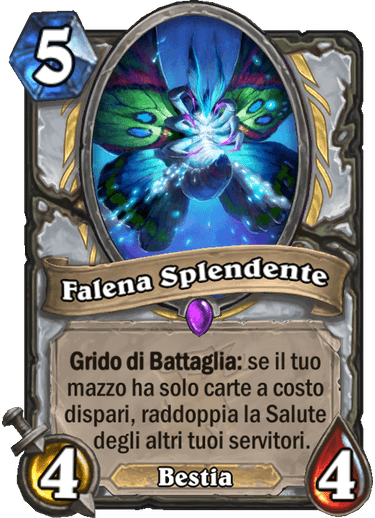 5
Falena Splendente
Grido di Battaglia: se il tuo
mazzo ha solo carte a costo
dispari, raddoppia la Salute
degli altri tuoi servitori.
4
Bestia
4